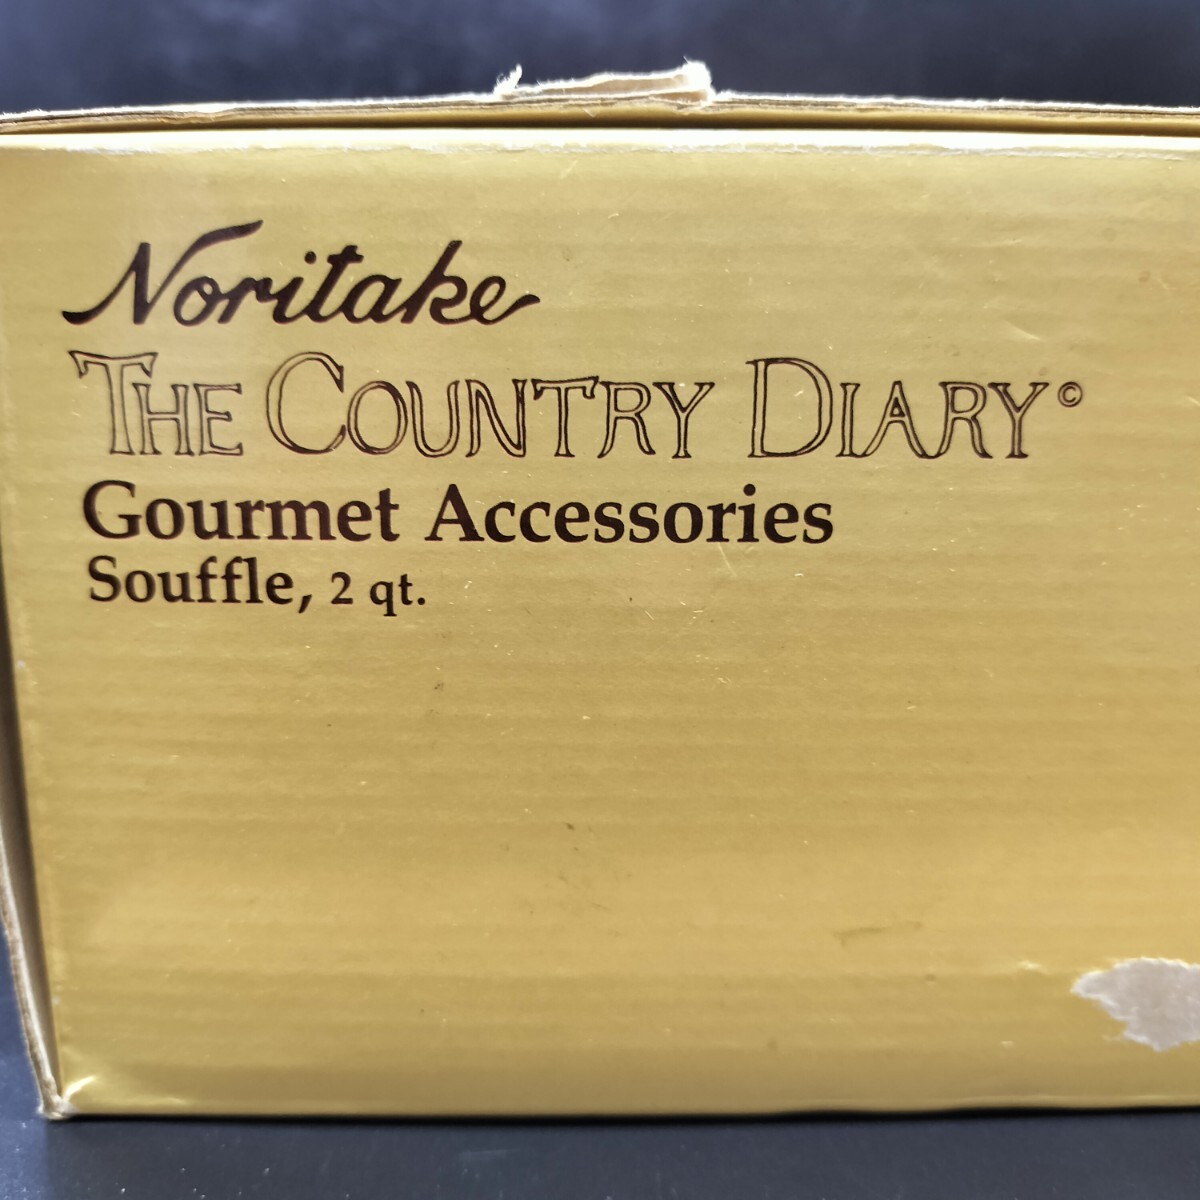 Noritake
THE COUNTRY DIARY©
Gourmet Accessories
Souffle, 2 qt.